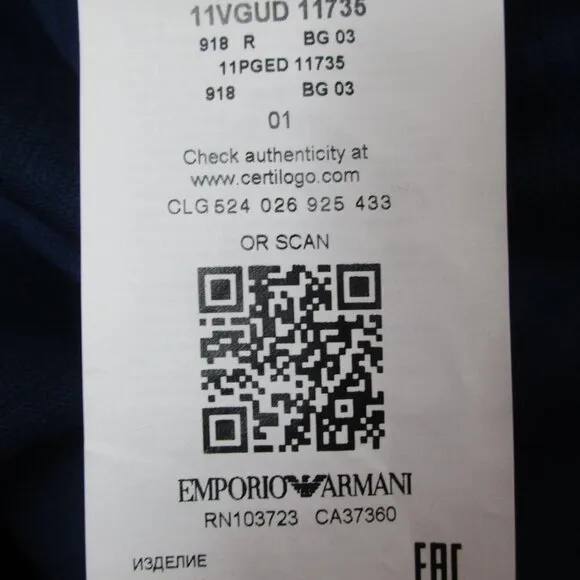 11VGUD 11735
918 R BG 03
11PGED 11735
918 BG 03
01
Check authenticity at
www.certilogo.com
CLG 524 026 925 433
OR SCAN
EMPORIO ARMANI
RN103723 CA37360
ИЗДЕЛИЕ
EAC